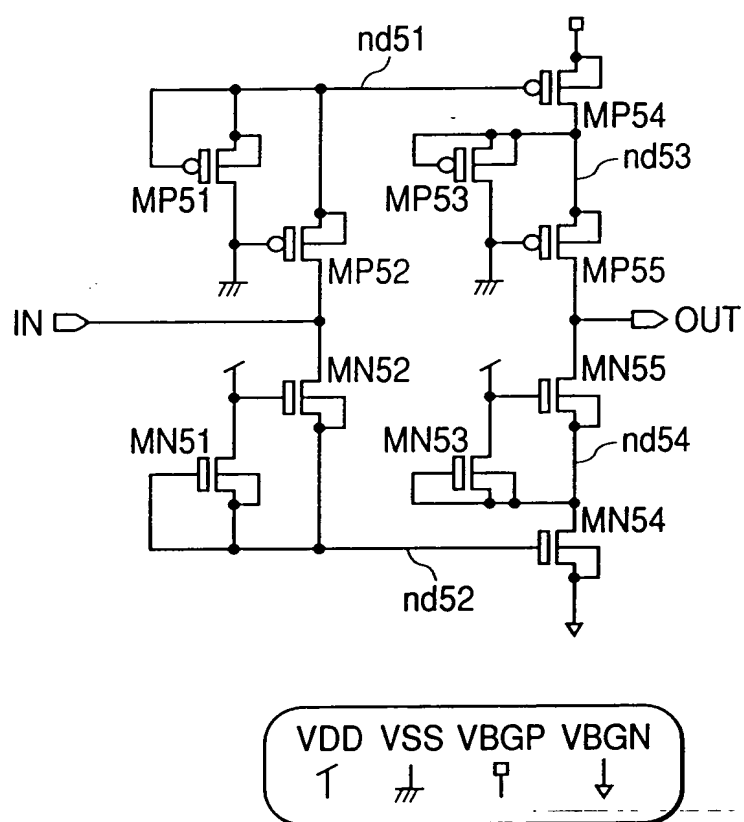 nd51
MP54
MP51
MP53
nd53
MP52
MP55
IN
OUT
MN52
MN55
MN51
MN53
nd54
MN54
nd52
VDD VSS VBGP VBGN